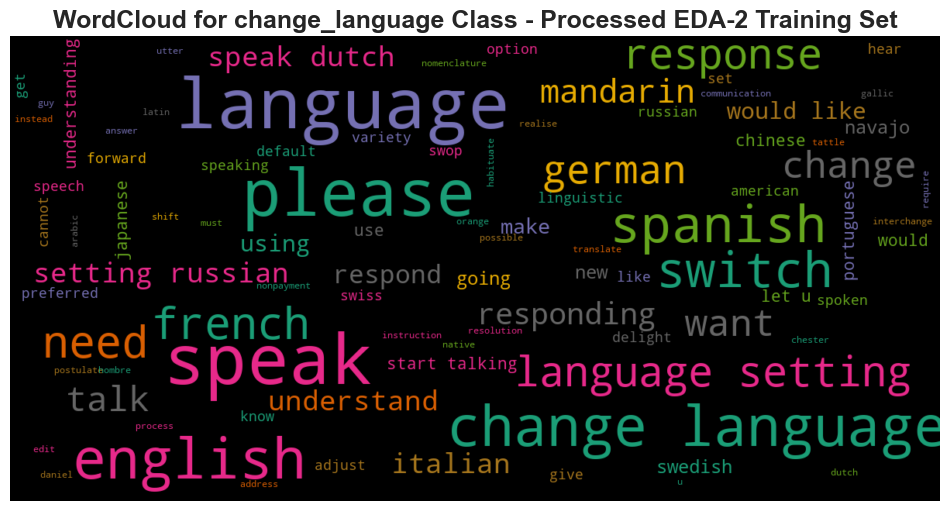 WordCloud for change_language Class - Processed EDA-2 Training Set
utter
option
hear
speak dutch
response
nomenclature
get
understanding
language
mandarin
set
communication
gallic
guy
instead
latin
variety
russian
would like
answer
realise
navajo
forward
default
swop
chinese
speaking
habituate
tattle
change
speech
please
german
linguistic
american
require
japanese
cannot
arabic
shift
must
orange
make
spanish
portuguese
interchange
using
use
possible
would
translate
setting russian
respond
going
new
like
switch
nonpayment
preferred
swiss
let u
spoken
french
responding
want
need
speak
instruction
resolution
delight
native
chester
postulate
hombre
start talking
language setting
talk
understand
know
change language
process
edit
english
adjust
italian
give
swedish
dutch
daniel
address
u